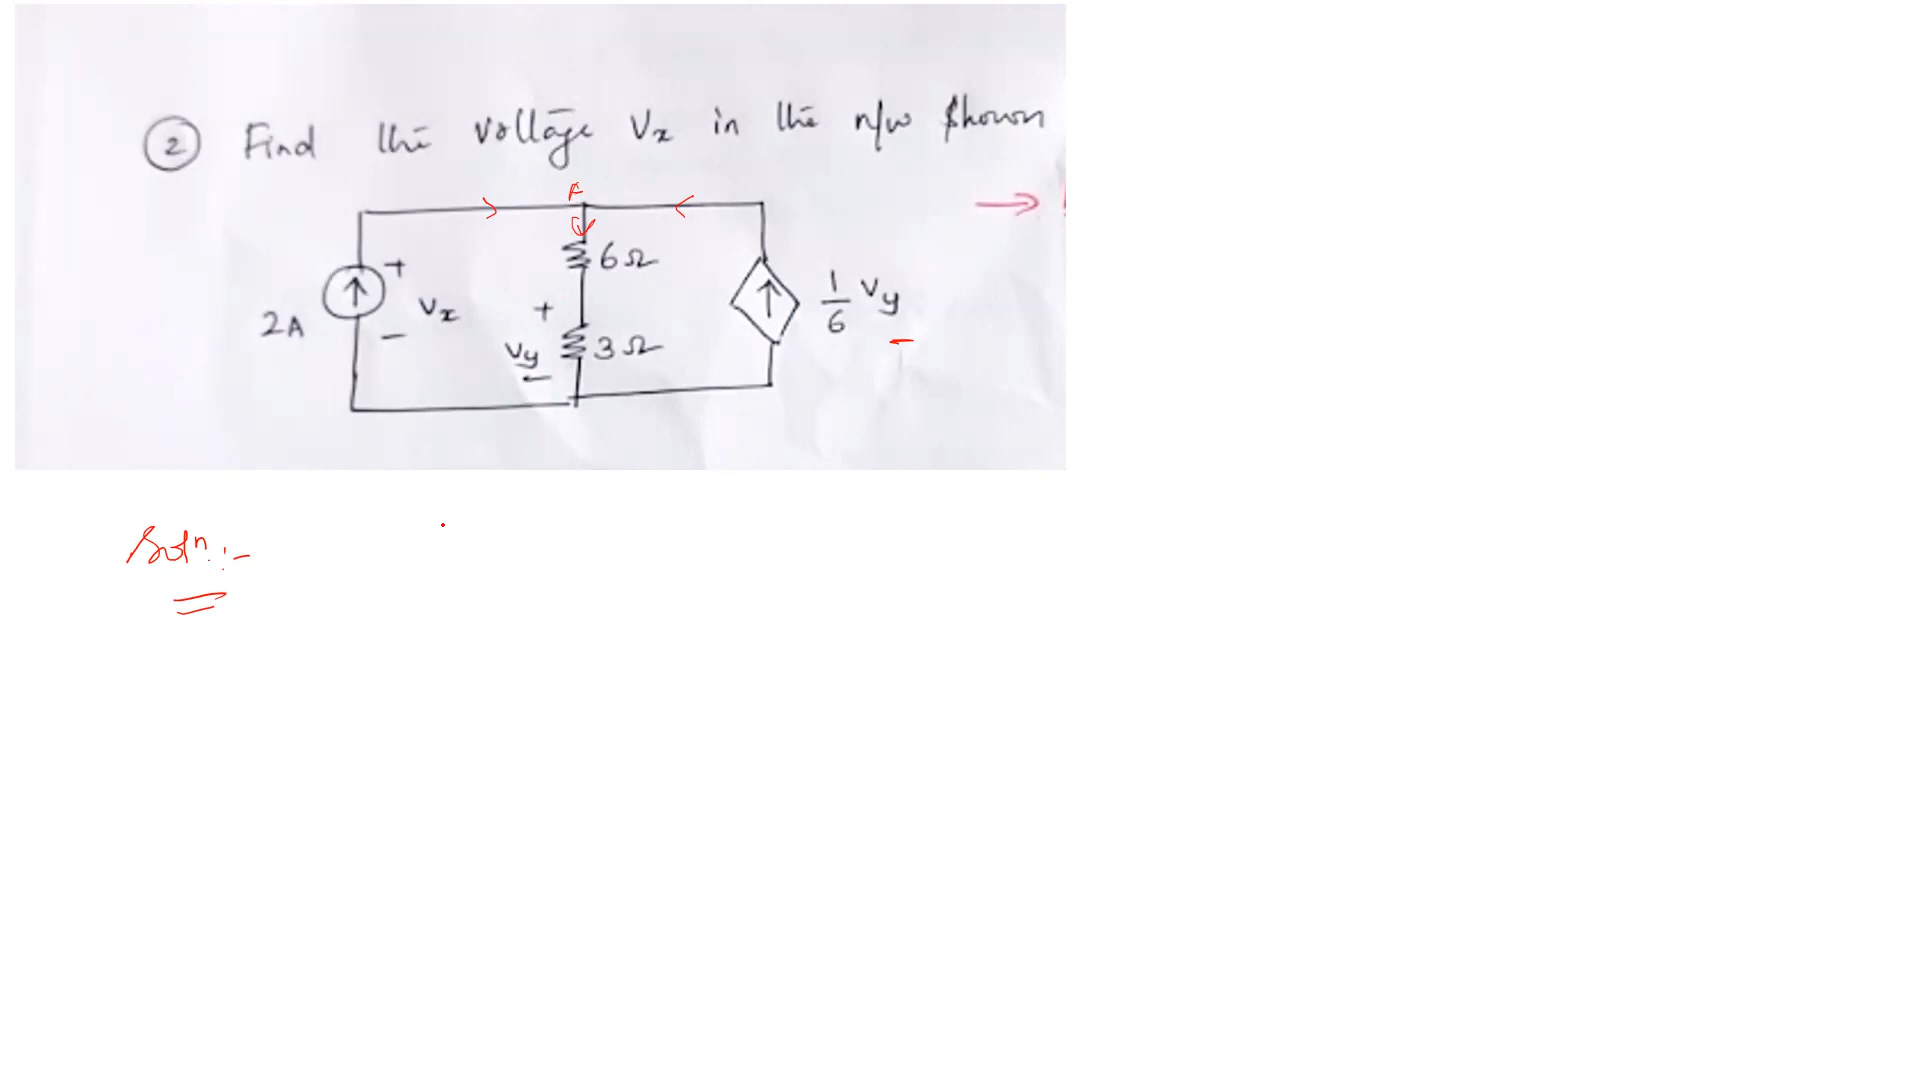 ② Find the voltage Vx in the n/w shown
A
6Ω
+
Vx
-
2A
+
Vy
-
3Ω
1/6 Vy
Solⁿ:-